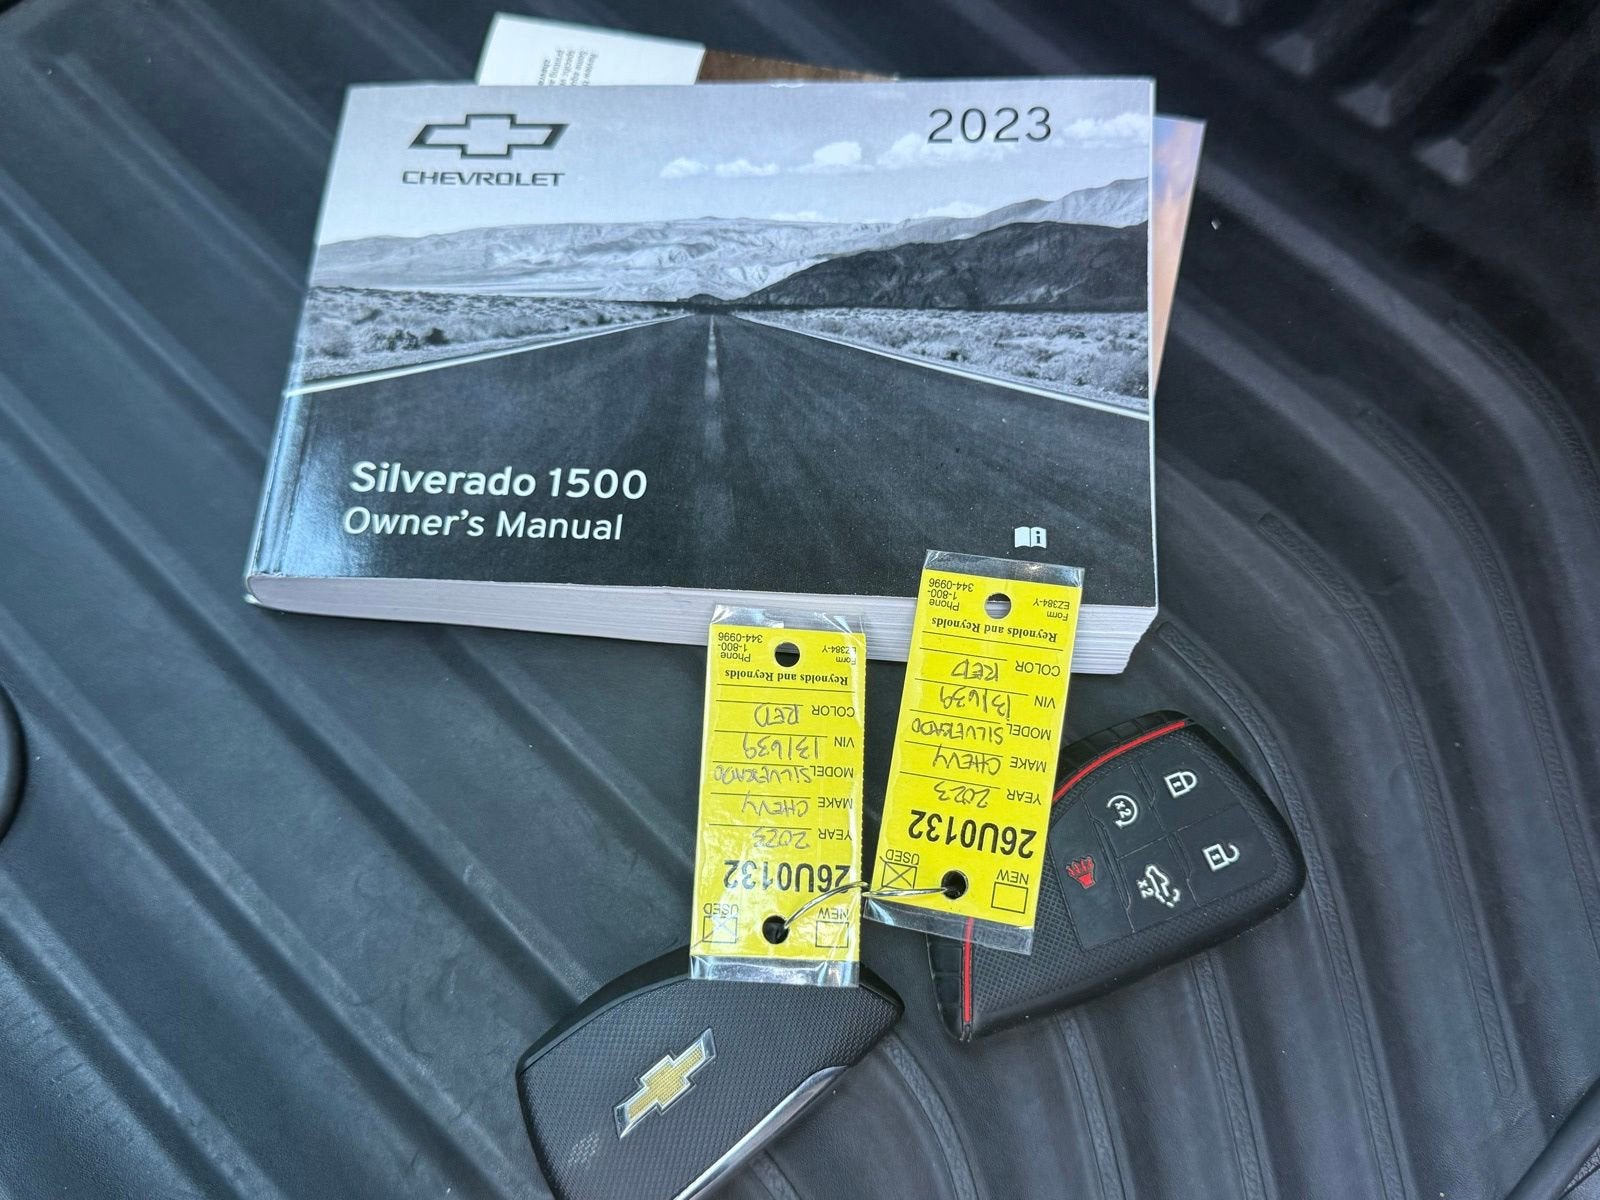 CHEVROLET
2023
Silverado 1500
Owner's Manual
NEW
USED
26U0132
YEAR 2023
MAKE CHEVY
MODEL SILVERADO
VIN 131639
COLOR RED
Reynolds and Reynolds
Form
EZ384-Y
Phone
1-800-
344-0996
NEW
USED
26U0132
YEAR 2023
MAKE CHEVY
MODEL SILVERADO
VIN 131639
COLOR RED
Reynolds and Reynolds
Form
EZ384-Y
Phone
1-800-
344-0996
x2
x2